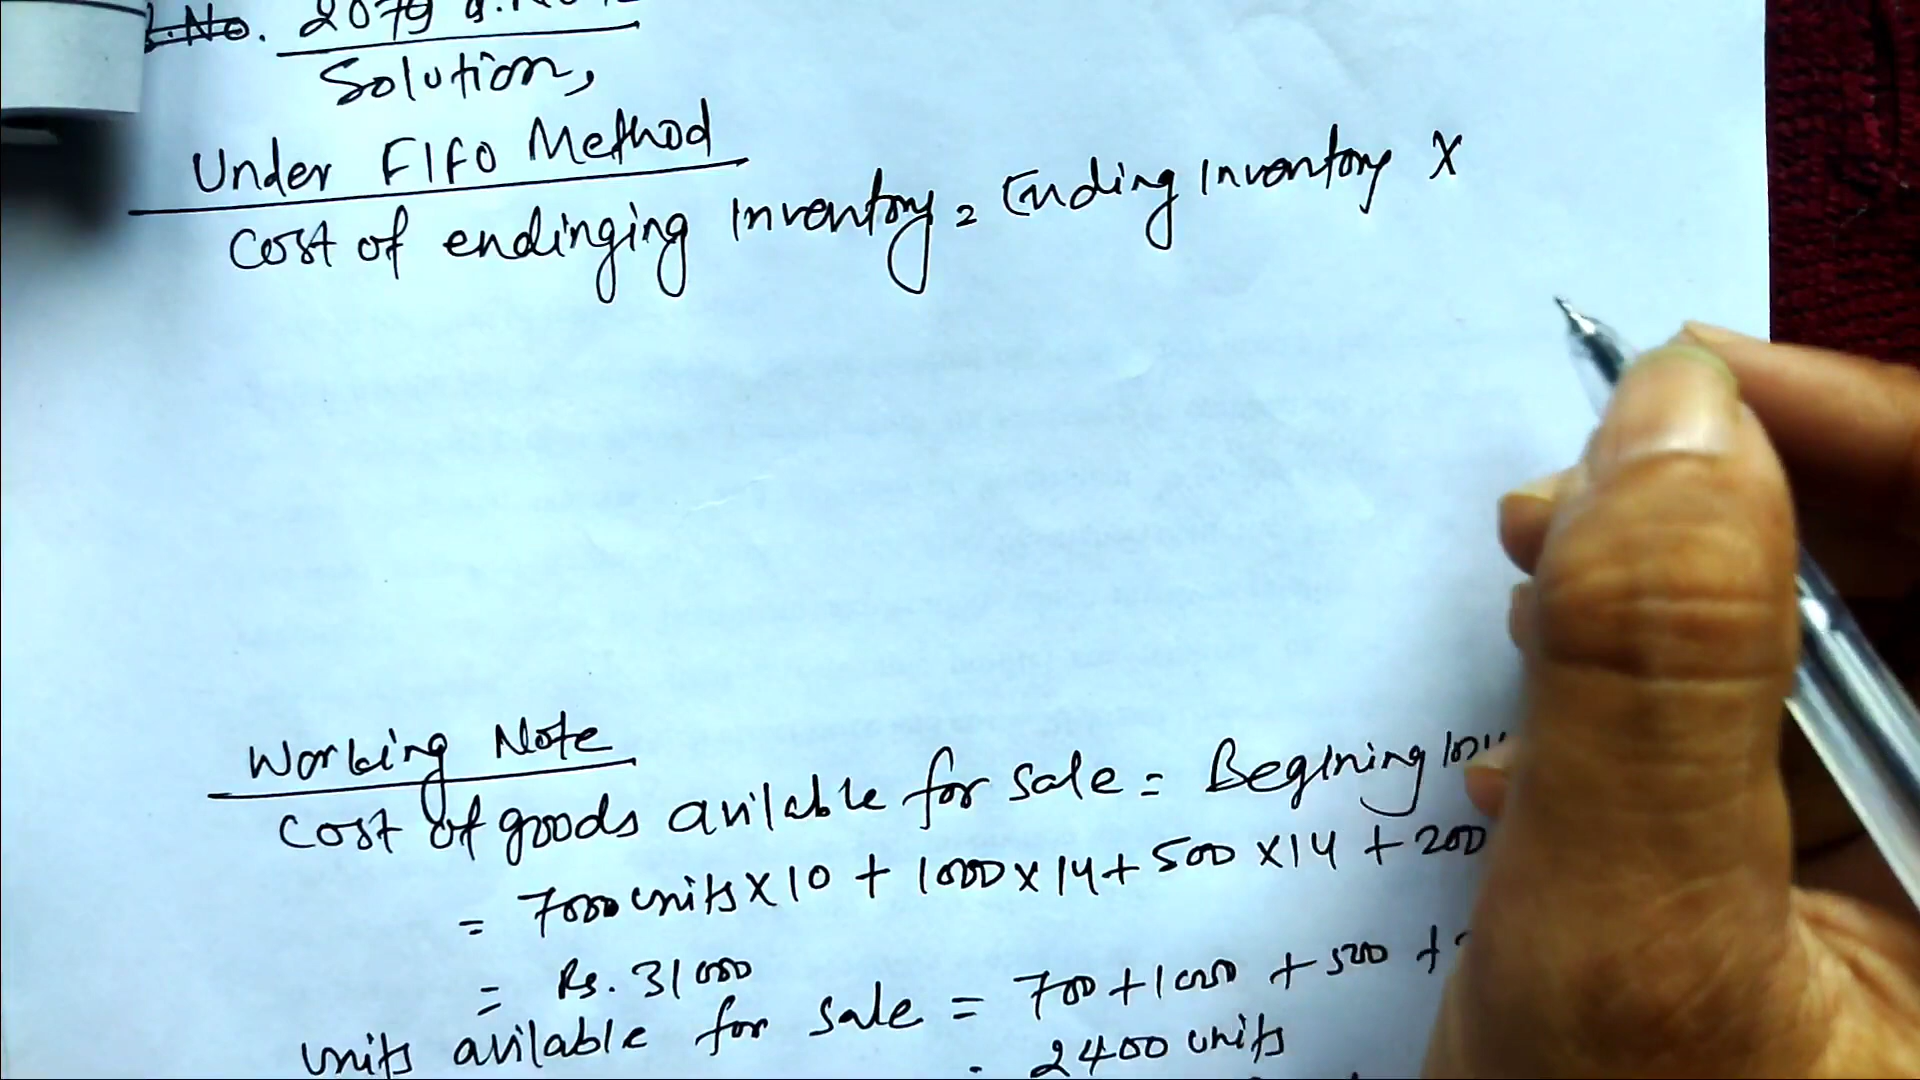 No. 2079
Solution,
Under FIFO Method
Cost of endinging Inventory = Ending Inventory X
Working Note
Cost of goods avilable for sale = Begining
= 7000 units X 10 + 1000 X 14 + 500 X 14 + 200
= Rs. 31000
units avilable for sale = 700 + 1000 + 500 +
= 2400 units